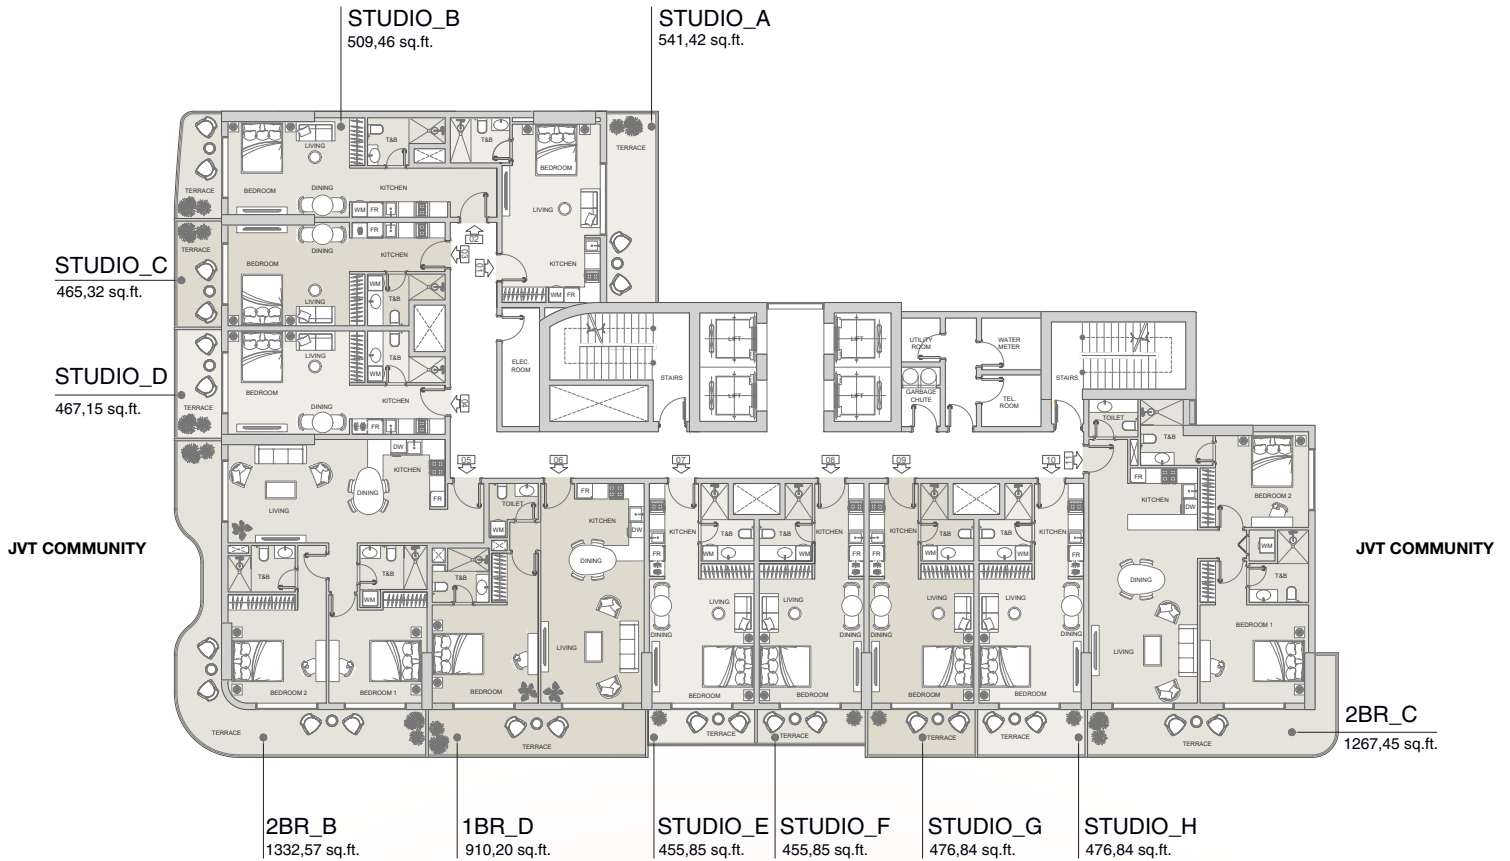 STUDIO_B
509,46 sq.ft.
STUDIO_A
541,42 sq.ft.
LIVING
T&B
T&B
BEDROOM
TERRACE
TERRACE
BEDROOM
DINING
KITCHEN
WM FR
LIVING
02
TERRACE
DINING
KITCHEN
03
01
BEDROOM
KITCHEN
STUDIO_C
465,32 sq.ft.
WM
T&B
LIVING
WM FR
FR
UTILITY
ROOM
WATER
METER
LIFT
LIFT
ELEC.
ROOM
STAIRS
STAIRS
LIVING
T&B
WM
STUDIO_D
467,15 sq.ft.
BEDROOM
KITCHEN
04
LIFT
LIFT
GARBAGE
CHUTE
TEL.
ROOM
TERRACE
DINING
FR
TOILET
T&B
DW
KITCHEN
FR
DINING
LIVING
05
06
07
08
09
10
11
TOILET
WM
FR
KITCHEN
DW
DINING
KITCHEN
T&B
WM
FR
KITCHEN
T&B
WM
FR
KITCHEN
T&B
WM
FR
KITCHEN
T&B
WM
FR
FR
KITCHEN
DW
BEDROOM 2
WM
T&B
DINING
JVT COMMUNITY
JVT COMMUNITY
T&B
T&B
WM
T&B
LIVING
LIVING
LIVING
LIVING
DINING
DINING
DINING
DINING
BEDROOM 1
LIVING
LIVING
BEDROOM 2
BEDROOM 1
BEDROOM
BEDROOM
BEDROOM
BEDROOM
BEDROOM
TERRACE
TERRACE
TERRACE
TERRACE
TERRACE
TERRACE
TERRACE
2BR_C
1267,45 sq.ft.
2BR_B
1332,57 sq.ft.
1BR_D
910,20 sq.ft.
STUDIO_E
455,85 sq.ft.
STUDIO_F
455,85 sq.ft.
STUDIO_G
476,84 sq.ft.
STUDIO_H
476,84 sq.ft.